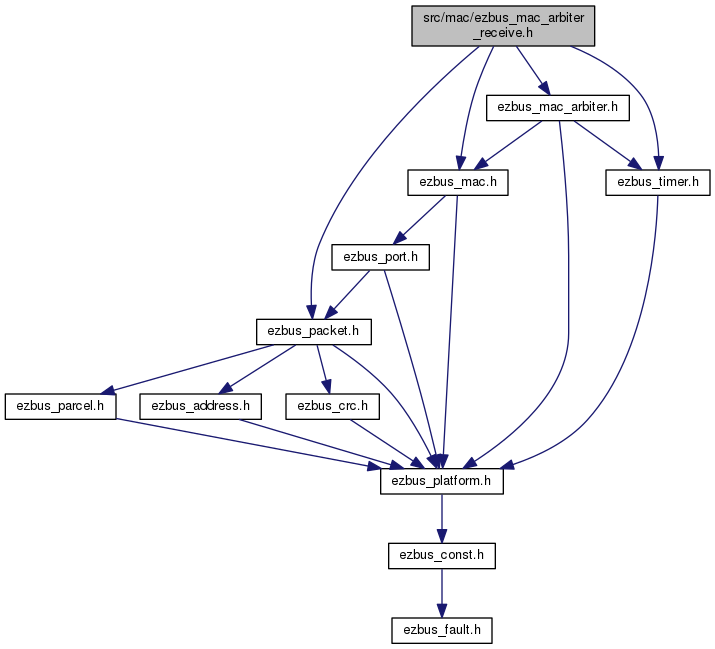 src/mac/ezbus_mac_arbiter
_receive.h
ezbus_mac_arbiter.h
ezbus_mac.h
ezbus_timer.h
ezbus_port.h
ezbus_packet.h
ezbus_parcel.h
ezbus_address.h
ezbus_crc.h
ezbus_platform.h
ezbus_const.h
ezbus_fault.h